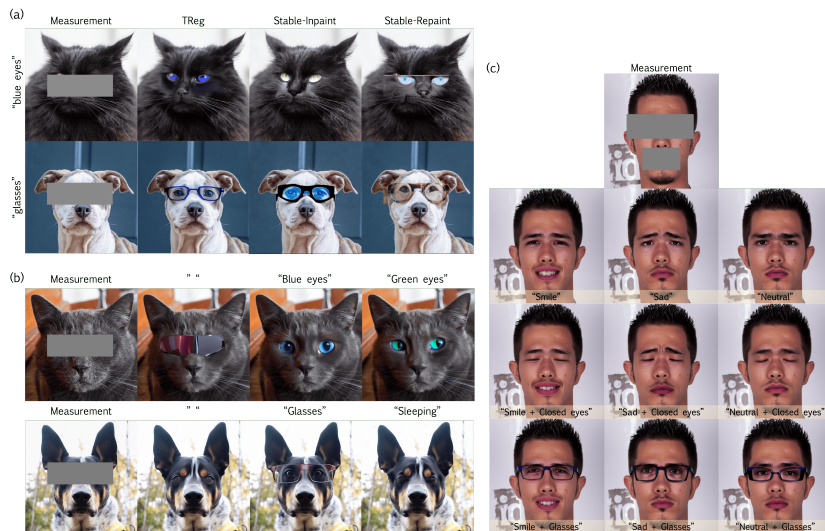 (a)
Measurement TReg Stable-Inpaint Stable-Repaint
"blue eyes"
"glasses"
(b)
Measurement " " "Blue eyes" "Green eyes"
Measurement " " "Glasses" "Sleeping"
(c)
Measurement
"Smile" "Sad" "Neutral"
"Smile + Closed eyes" "Sad + Closed eyes" "Neutral + Closed eyes"
"Smile + Glasses" "Sad + Glasses" "Neutral + Glasses"